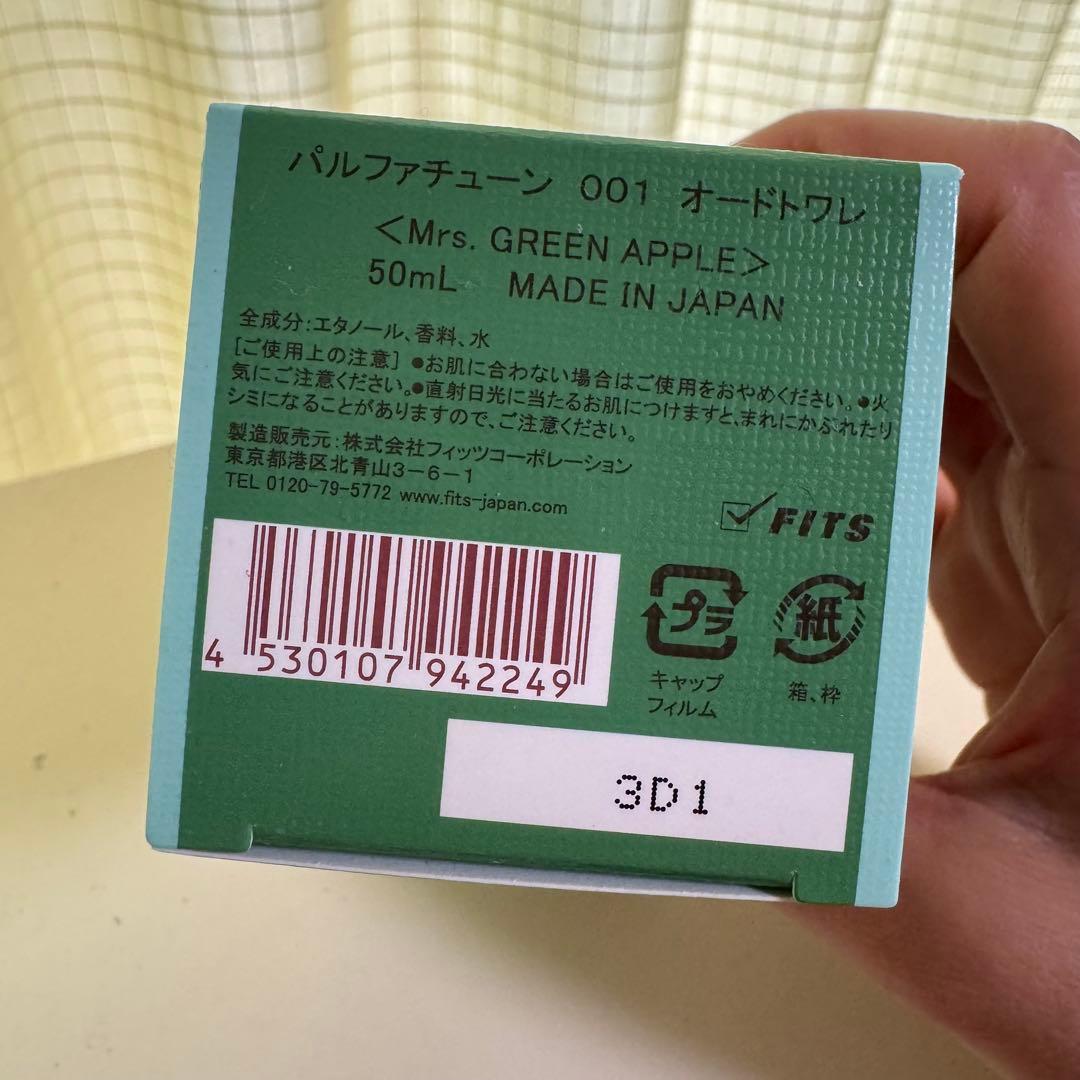 パルファチューン 001 オードトワレ
＜Mrs. GREEN APPLE＞
50mL MADE IN JAPAN
全成分：エタノール、香料、水
[ご使用上の注意] ●お肌に合わない場合はご使用をおやめください。●火
気にご注意ください。●直射日光に当たるお肌につけますと、まれにかぶれたり
シミになることがありますので、ご注意ください。
製造販売元：株式会社フィッツコーポレーション
東京都港区北青山3-6-1
TEL 0120-79-5772 www.fits-japan.com
FITS
4 530107 942249
プラ
キャップ
フィルム
紙
箱、枠
3D1